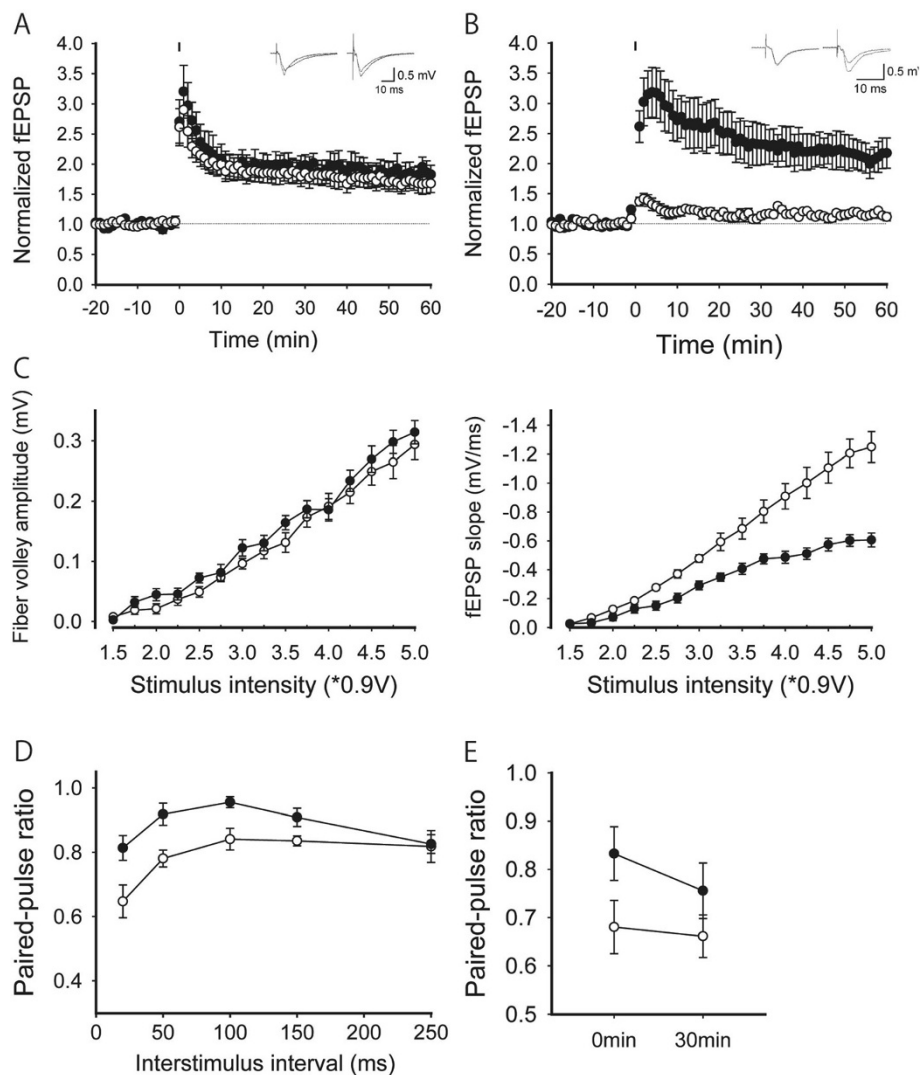 A
4.0
3.5
3.0
2.5
2.0
1.5
1.0
0.5
0.0
Normalized fEPSP
0.5 mV
10 ms
-20 -10 0 10 20 30 40 50 60
Time (min)
B
4.0
3.5
3.0
2.5
2.0
1.5
1.0
0.5
0.0
Normalized fEPSP
0.5 mV
10 ms
-20 -10 0 10 20 30 40 50 60
Time (min)
C
Fiber volley amplitude (mV)
0.3
0.2
0.1
0.0
1.5 2.0 2.5 3.0 3.5 4.0 4.5 5.0
Stimulus intensity (*0.9V)
fEPSP slope (mV/ms)
-1.4
-1.2
-1.0
-0.8
-0.6
-0.4
-0.2
0.0
1.5 2.0 2.5 3.0 3.5 4.0 4.5 5.0
Stimulus intensity (*0.9V)
D
Paired-pulse ratio
1.0
0.8
0.6
0.4
0 50 100 150 200 250
Interstimulus interval (ms)
E
Paired-pulse ratio
1.0
0.9
0.8
0.7
0.6
0.5
0min 30min